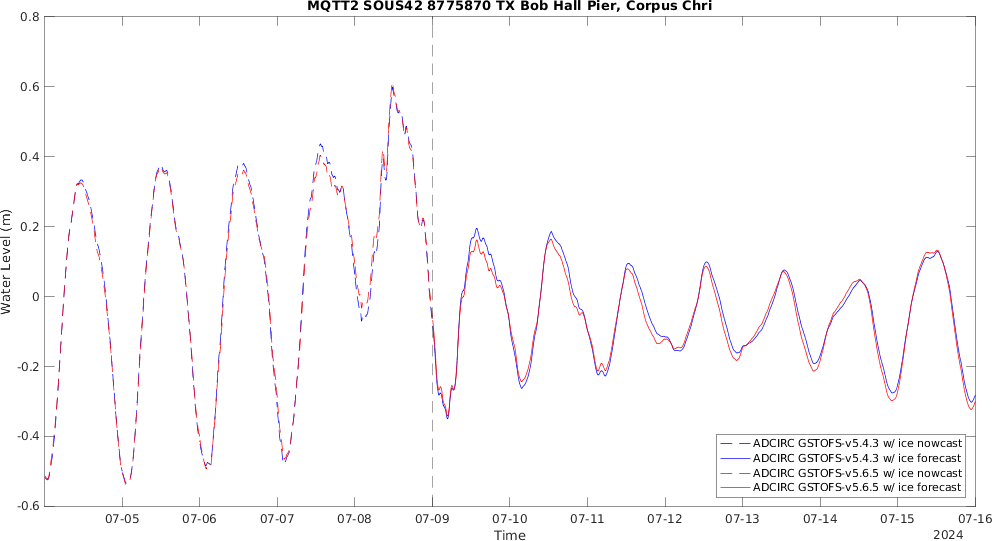 MQTT2 SOUS42 8775870 TX Bob Hall Pier, Corpus Chri
Water Level (m)
0.8
0.6
0.4
0.2
0
-0.2
-0.4
-0.6
07-05 07-06 07-07 07-08 07-09 07-10 07-11 07-12 07-13 07-14 07-15 07-16
Time
2024
ADCIRC GSTOFS-v5.4.3 w/ ice nowcast
ADCIRC GSTOFS-v5.4.3 w/ ice forecast
ADCIRC GSTOFS-v5.6.5 w/ ice nowcast
ADCIRC GSTOFS-v5.6.5 w/ ice forecast